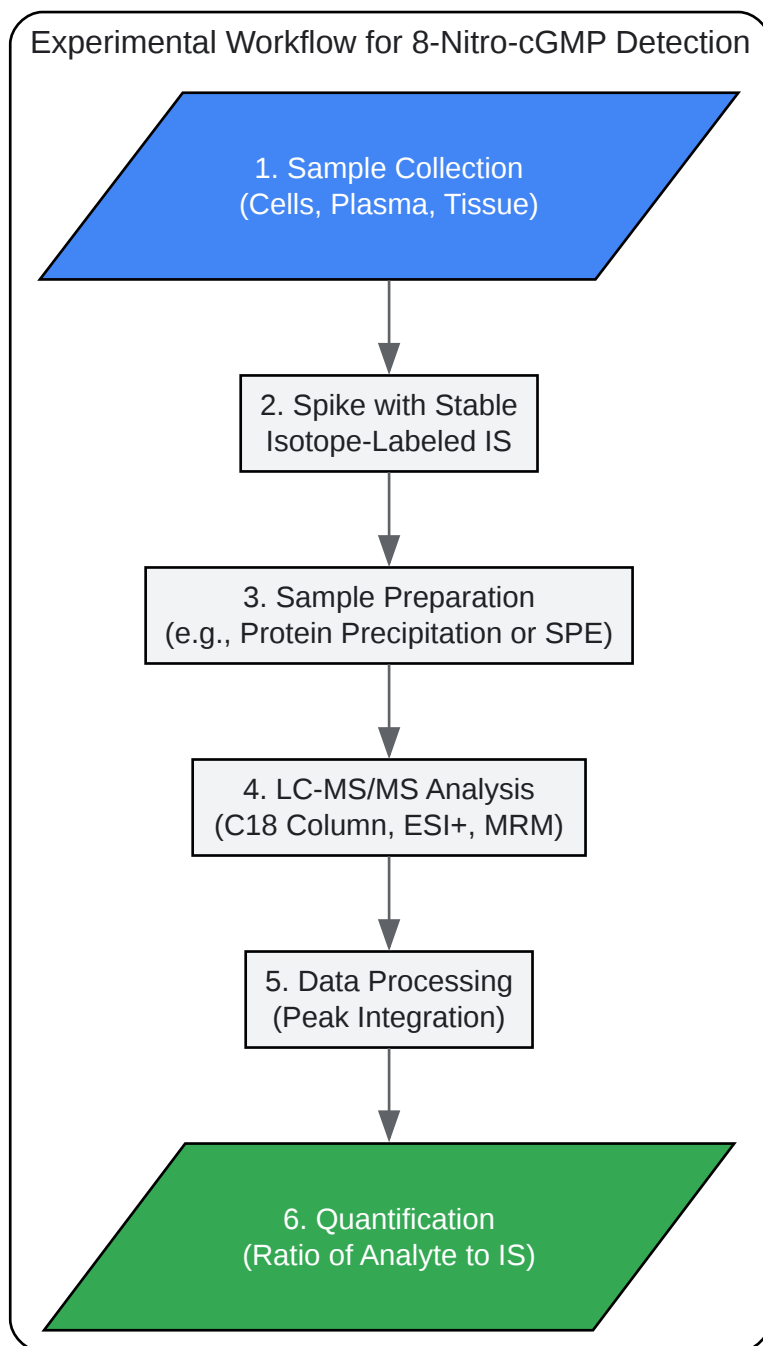 Experimental Workflow for 8-Nitro-cGMP Detection
1. Sample Collection
(Cells, Plasma, Tissue)
2. Spike with Stable
Isotope-Labeled IS
3. Sample Preparation
(e.g., Protein Precipitation or SPE)
4. LC-MS/MS Analysis
(C18 Column, ESI+, MRM)
5. Data Processing
(Peak Integration)
6. Quantification
(Ratio of Analyte to IS)